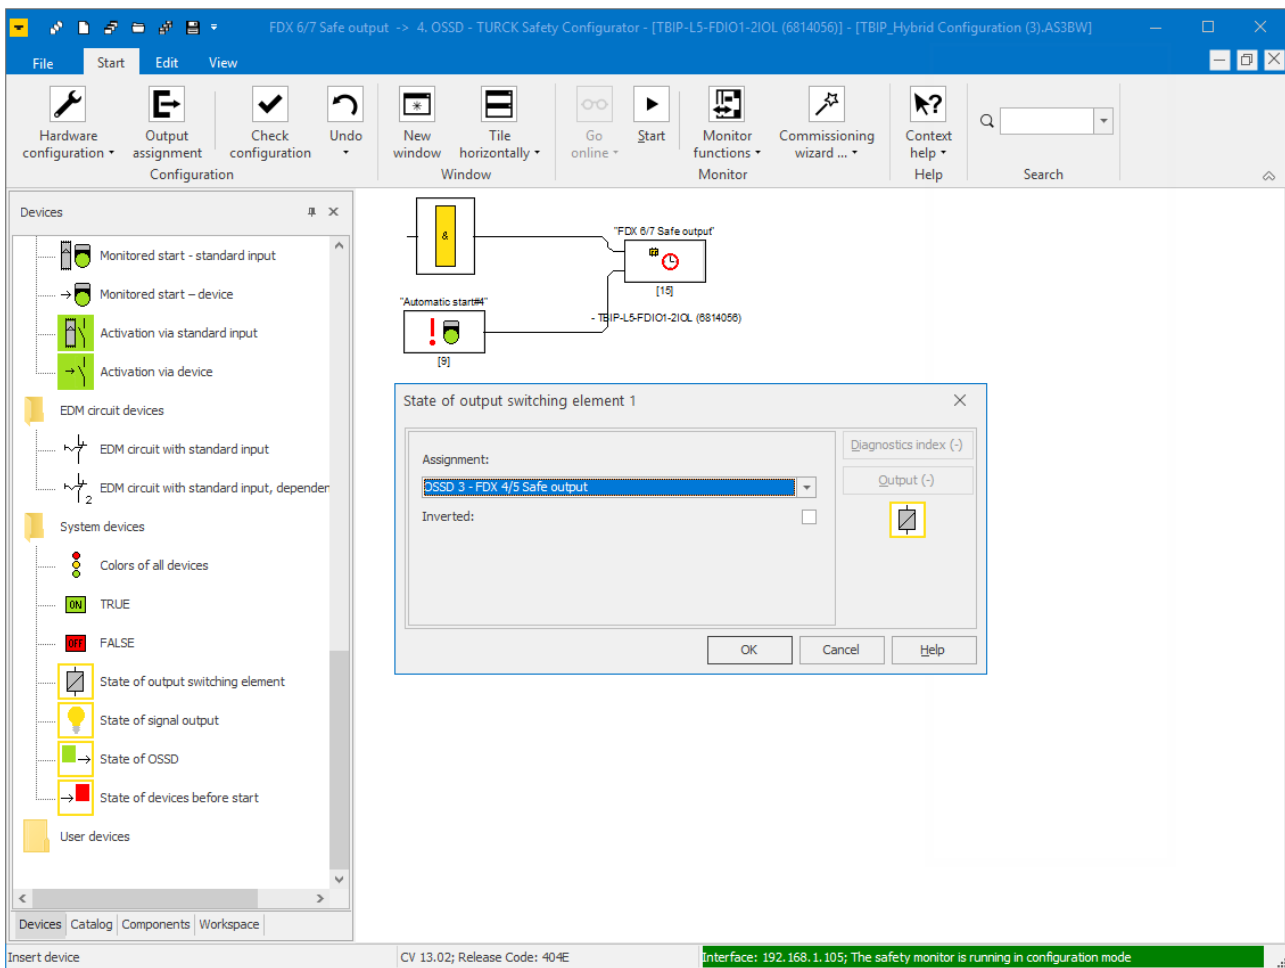 FDX 6/7 Safe output -> 4. OSSD - TURCK Safety Configurator - [TBIP-L5-FDIO1-2IOL (6814056)] - [TBIP_Hybrid Configuration (3).AS3BW]
File Start Edit View
Hardware configuration
Output assignment
Check configuration
Undo
New window
Tile horizontally
Go online
Start
Monitor functions
Commissioning wizard ...
Context help
Configuration
Window
Monitor
Help
Search
Devices
Monitored start - standard input
Monitored start – device
Activation via standard input
Activation via device
EDM circuit devices
EDM circuit with standard input
2
EDM circuit with standard input, dependen
System devices
Colors of all devices
ON
TRUE
OFF
FALSE
State of output switching element
State of signal output
State of OSSD
State of devices before start
User devices
Devices Catalog Components Workspace
&
"FDX 6/7 Safe output"
[15]
- TBIP-L5-FDIO1-2IOL (6814056)
"Automatic start#4"
[9]
State of output switching element 1
Assignment:
OSSD 3 - FDX 4/5 Safe output
Inverted:
Diagnostics index (-)
Output (-)
OK Cancel Help
Insert device
CV 13.02; Release Code: 404E
Interface: 192.168.1.105; The safety monitor is running in configuration mode